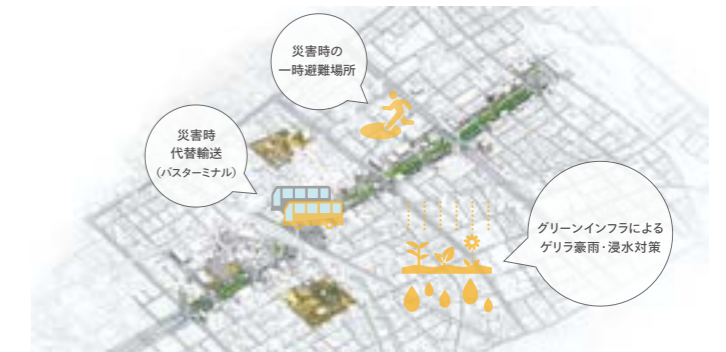 災害時の
一時避難場所
災害時
代替輸送
（バスターミナル）
グリーンインフラによる
ゲリラ豪雨・浸水対策